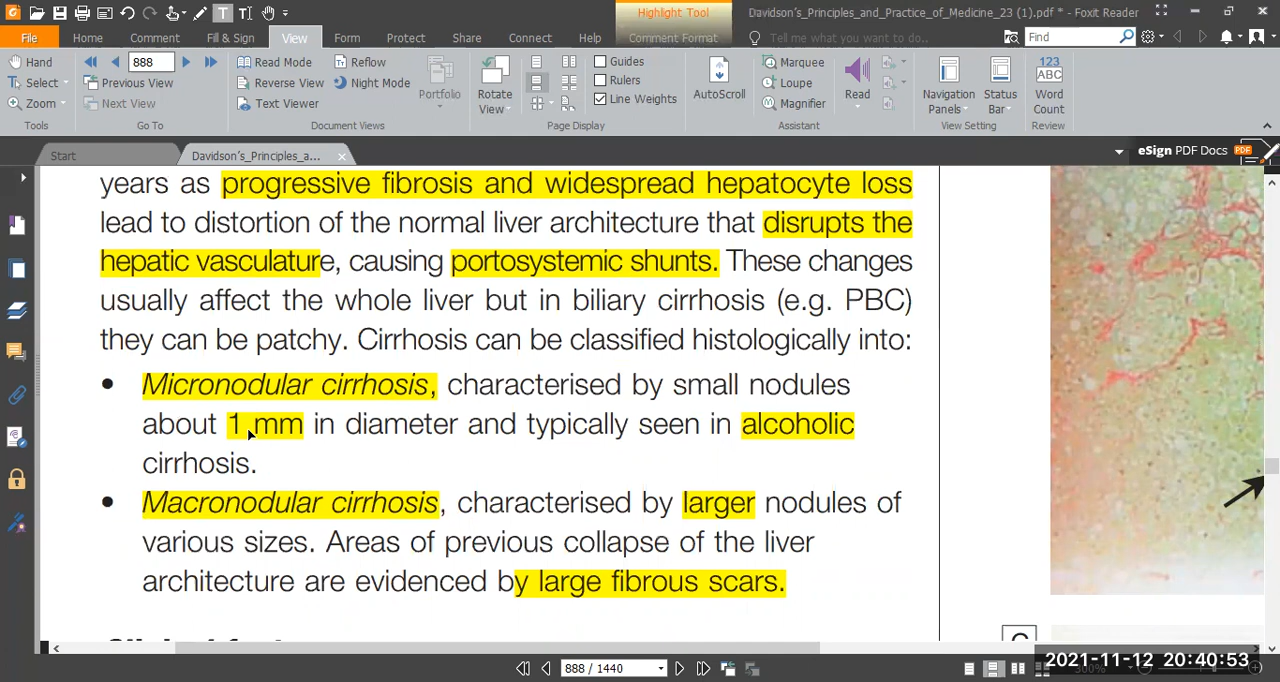 Highlight Tool
Davidson's_Principles_and_Practice_of_Medicine_23 (1).pdf * - Foxit Reader
File Home Comment Fill & Sign View Form Protect Share Connect Help Comment Format Tell me what you want to do.. Find
Hand 888 Read Mode Reflow Guides Marquee 123
Select Previous View Reverse View Night Mode Portfolio Rotate View Rulers AutoScroll Loupe Read Navigation Panels Status Bar ABC Word Count
Zoom Next View Text Viewer Line Weights Magnifier
Tools Go To Document Views Page Display Assistant View Setting Review
Start Davidson's_Principles_a... eSign PDF Docs PDF
years as progressive fibrosis and widespread hepatocyte loss
lead to distortion of the normal liver architecture that disrupts the
hepatic vasculature, causing portosystemic shunts. These changes
usually affect the whole liver but in biliary cirrhosis (e.g. PBC)
they can be patchy. Cirrhosis can be classified histologically into:
• Micronodular cirrhosis, characterised by small nodules
about 1 mm in diameter and typically seen in alcoholic
cirrhosis.
• Macronodular cirrhosis, characterised by larger nodules of
various sizes. Areas of previous collapse of the liver
architecture are evidenced by large fibrous scars.
888 / 1440
2021-11-12 20:40:53
300%